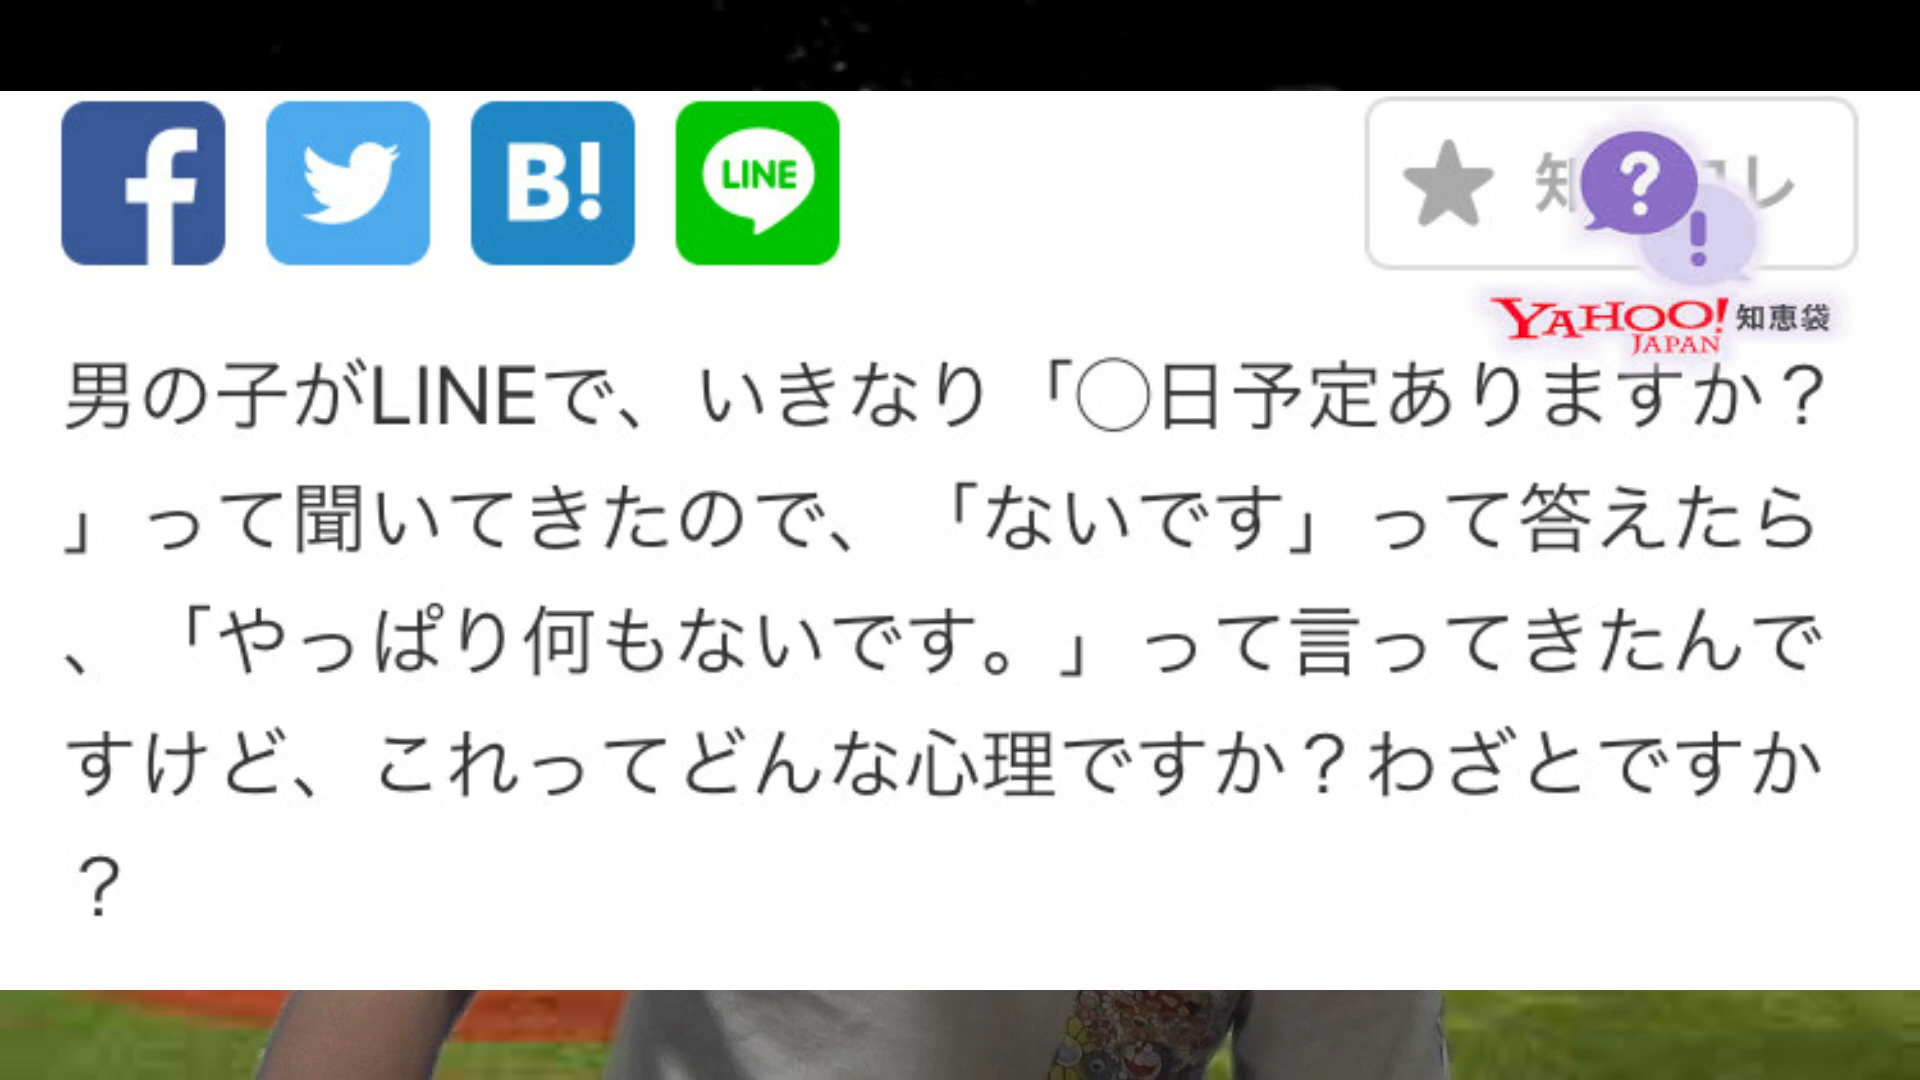 f
B!
LINE
知
レ
YAHOO!知恵袋
JAPAN
男の子がLINEで、いきなり「◯日予定ありますか？
」って聞いてきたので、「ないです」って答えたら
、「やっぱり何もないです。」って言ってきたんで
すけど、これってどんな心理ですか？わざとですか
？